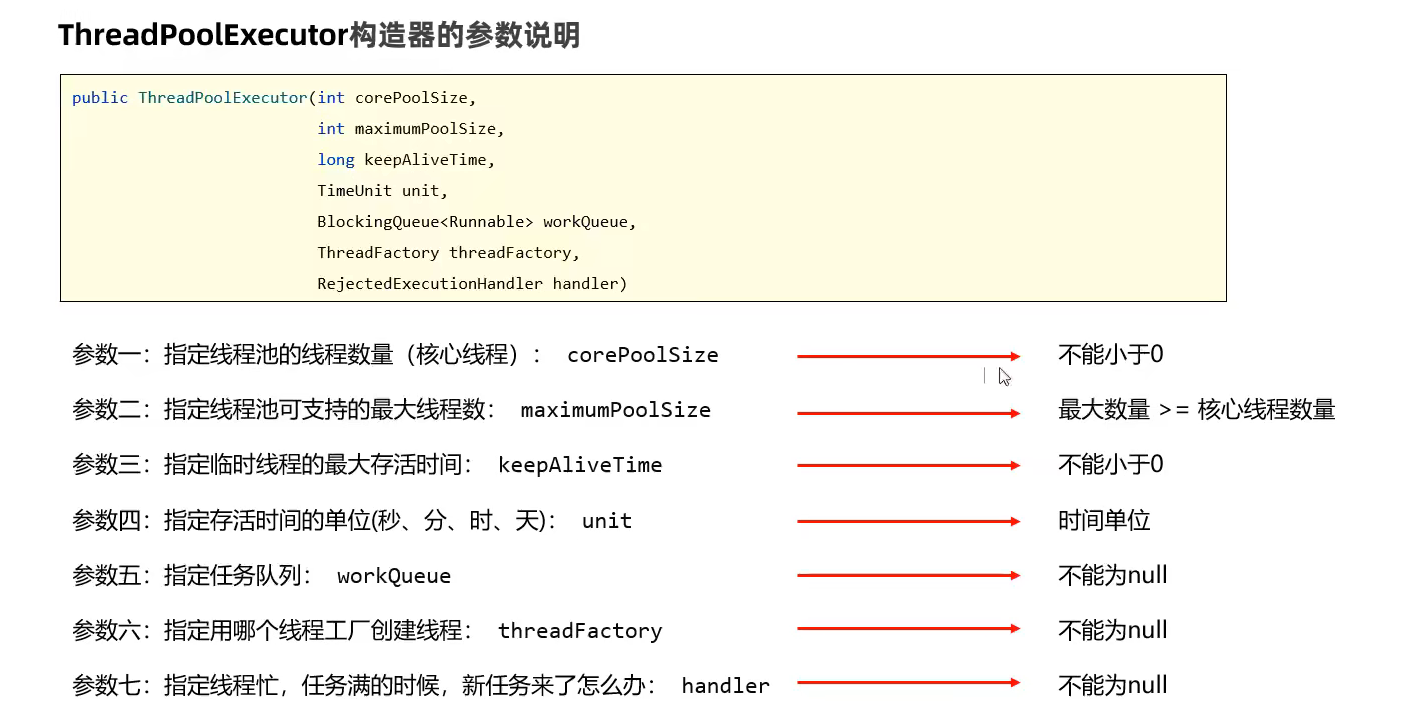 ThreadPoolExecutor构造器的参数说明
public ThreadPoolExecutor(int corePoolSize,
int maximumPoolSize,
long keepAliveTime,
TimeUnit unit,
BlockingQueue<Runnable> workQueue,
ThreadFactory threadFactory,
RejectedExecutionHandler handler)
参数一：指定线程池的线程数量（核心线程）： corePoolSize 不能小于0
参数二：指定线程池可支持的最大线程数： maximumPoolSize 最大数量 >= 核心线程数量
参数三：指定临时线程的最大存活时间： keepAliveTime 不能小于0
参数四：指定存活时间的单位(秒、分、时、天)： unit 时间单位
参数五：指定任务队列： workQueue 不能为null
参数六：指定用哪个线程工厂创建线程： threadFactory 不能为null
参数七：指定线程忙，任务满的时候，新任务来了怎么办： handler 不能为null